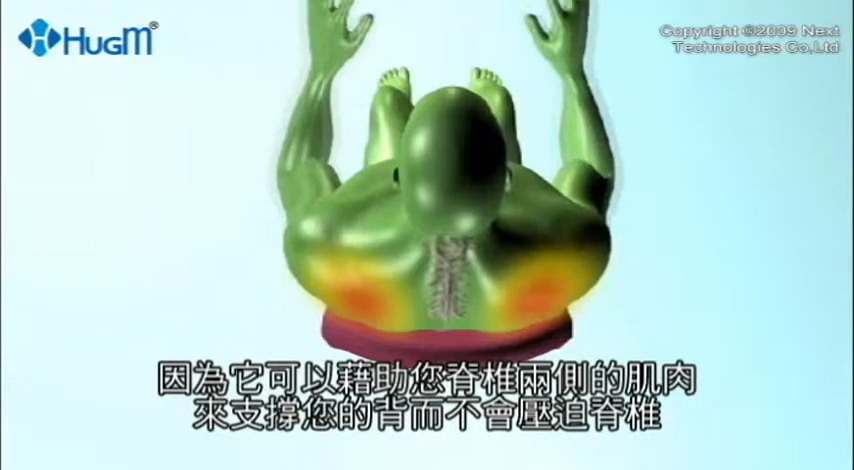 HUGM®
Copyright ©2009 Next
Technologies Co,Ltd
因為它可以藉助您脊椎兩側的肌肉
來支撐您的背而不會壓迫脊椎